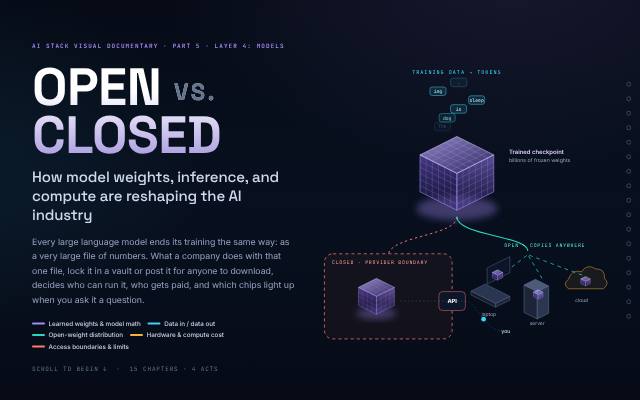 AI STACK VISUAL DOCUMENTARY · PART 5 · LAYER 4: MODELS
OPEN vs.
CLOSED
How model weights, inference, and
compute are reshaping the AI
industry
Every large language model ends its training the same way: as
a very large file of numbers. What a company does with that
one file, lock it in a vault or post it for anyone to download,
decides who can run it, who gets paid, and which chips light up
when you ask it a question.
Learned weights & model math
Data in / data out
Open-weight distribution
Hardware & compute cost
Access boundaries & limits
SCROLL TO BEGIN ↓ · 15 CHAPTERS · 4 ACTS
TRAINING DATA → TOKENS
img
sleep
is
dog
Trained checkpoint
billions of frozen weights
OPEN · COPIES ANYWHERE
CLOSED · PROVIDER BOUNDARY
API
laptop
server
cloud
you